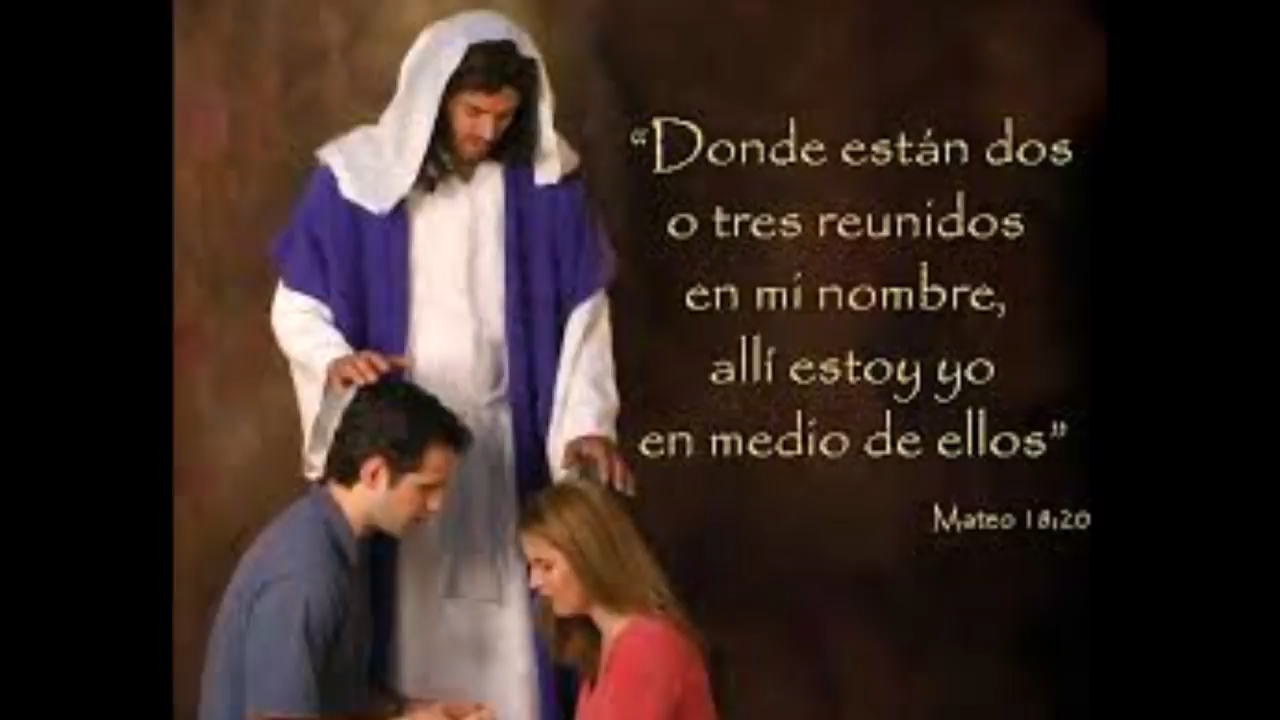 “Donde están dos
o tres reunidos
en mi nombre,
allí estoy yo
en medio de ellos”
Mateo 18:20